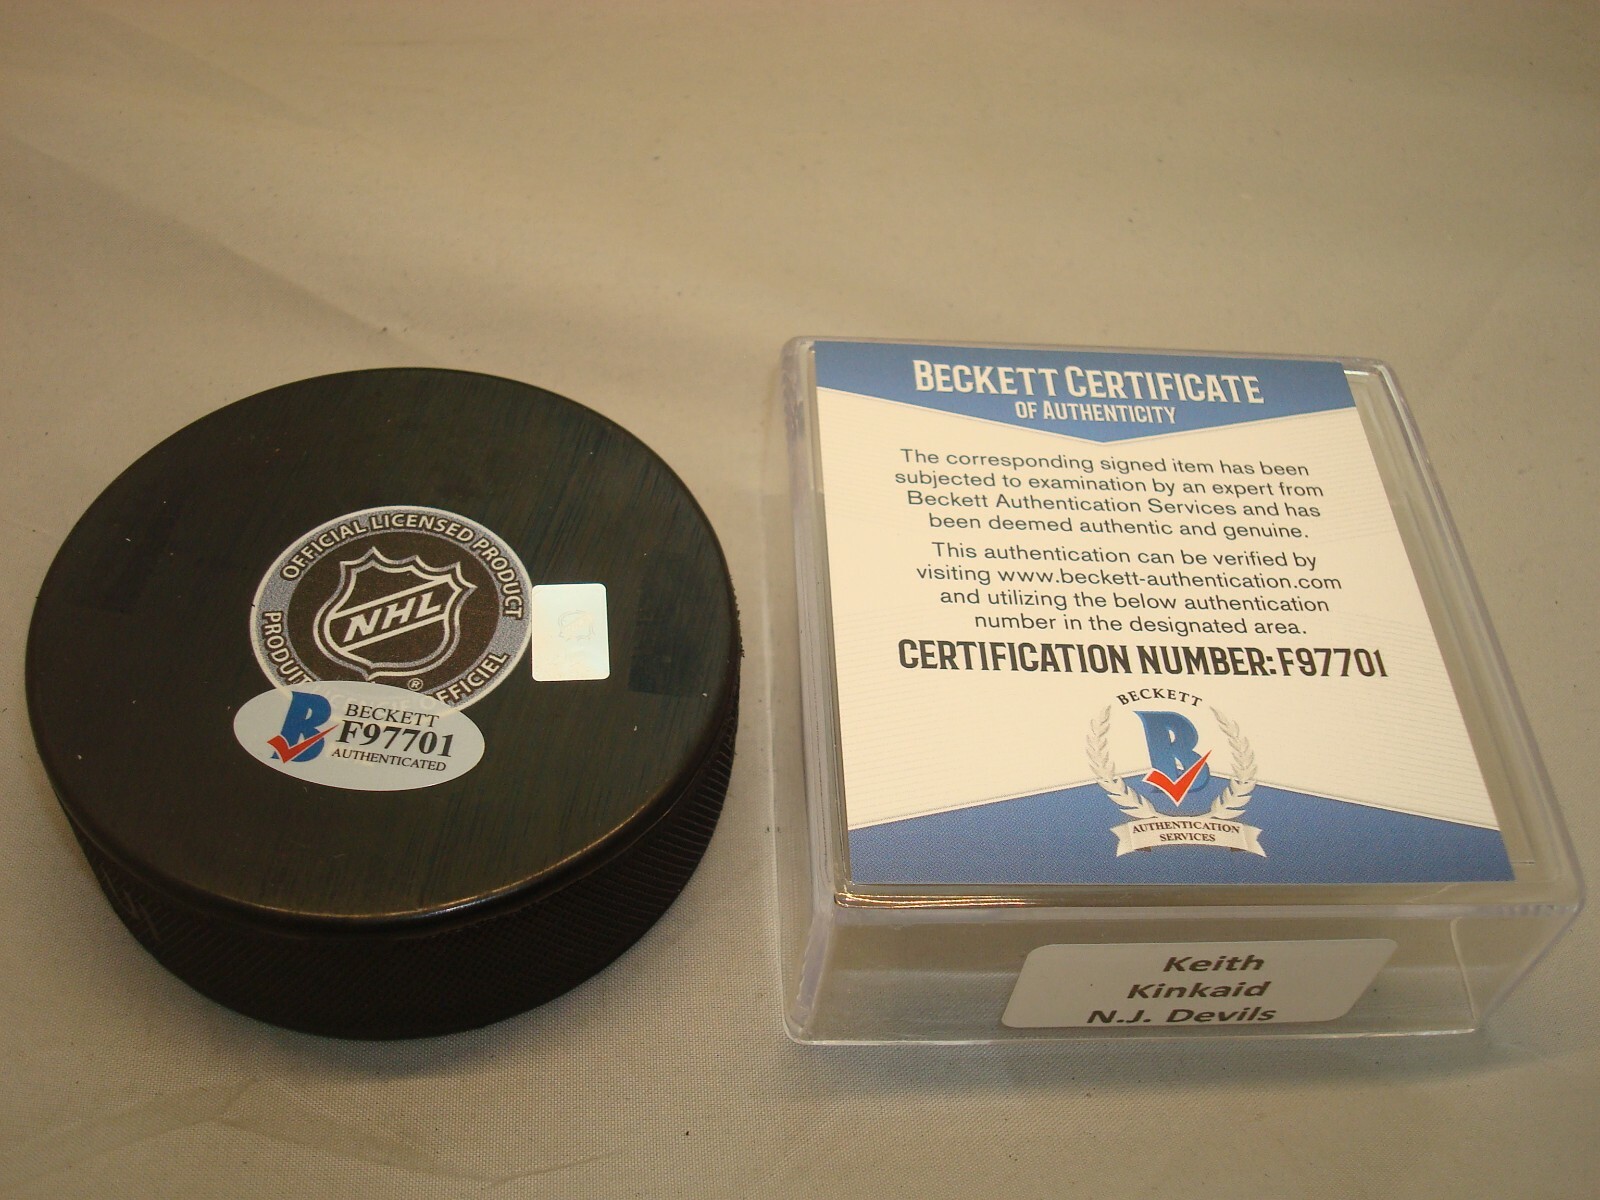 OFFICIAL LICENSED PRODUCT
NHL
®
PRODUIT OFFICIEL
BECKETT
F97701
AUTHENTICATED
BECKETT CERTIFICATE
OF AUTHENTICITY
The corresponding signed item has been
subjected to examination by an expert from
Beckett Authentication Services and has
been deemed authentic and genuine.
This authentication can be verified by
visiting www.beckett-authentication.com
and utilizing the below authentication
number in the designated area.
CERTIFICATION NUMBER: F97701
BECKETT
B
AUTHENTICATION
SERVICES
Keith
Kinkaid
N.J. Devils